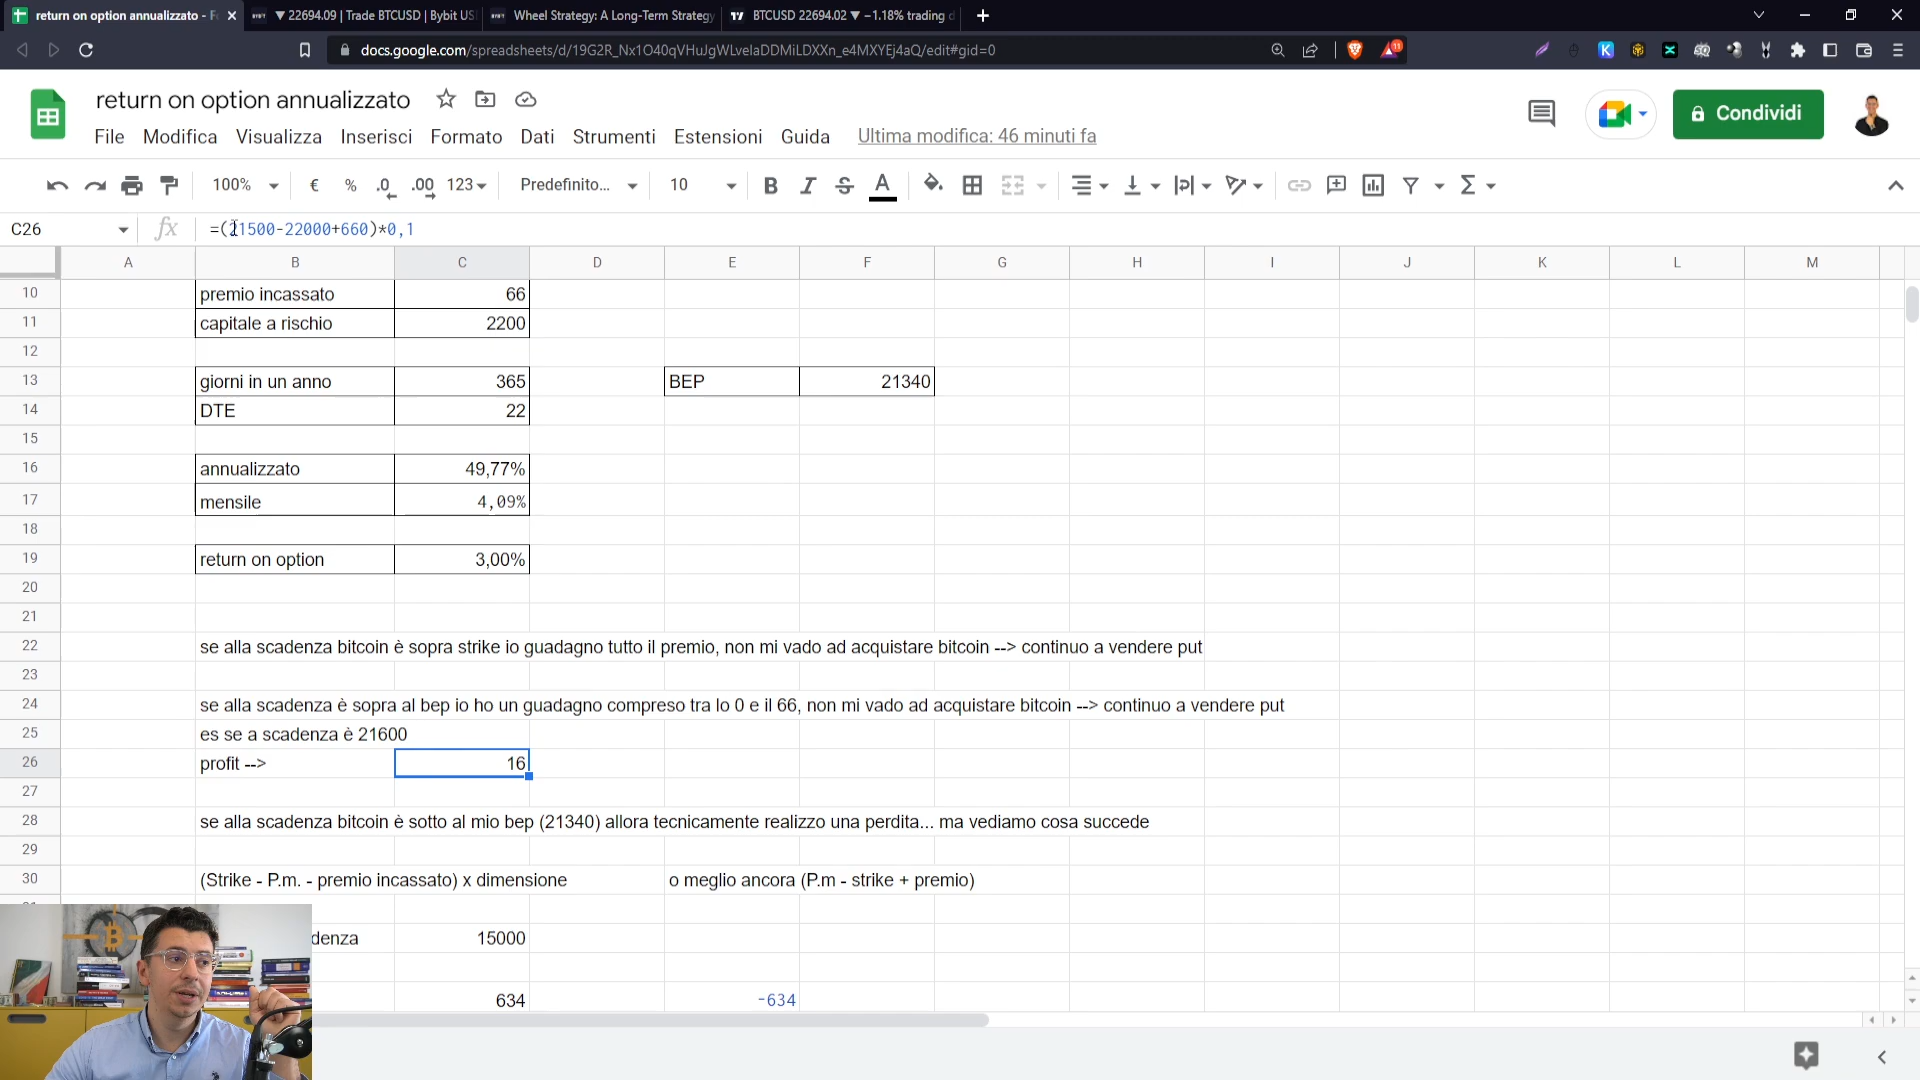 return on option annualizzato - F
▼ 22694.09 | Trade BTCUSD | Bybit US
Wheel Strategy: A Long-Term Strategy
BTCUSD 22694.02 ▼ −1.18% trading d
docs.google.com/spreadsheets/d/19G2R_Nx1O40qVHuJgWLvelaDDMiLDXXn_e4MXYEj4aQ/edit#gid=0
return on option annualizzato
Condividi
File Modifica Visualizza Inserisci Formato Dati Strumenti Estensioni Guida Ultima modifica: 46 minuti fa
100% € % .0 .00 123 Predefinito... 10 B I S A Σ
C26 fx =(21500-22000+660)*0,1
A B C D E F G H I J K L M
10 premio incassato 66
11 capitale a rischio 2200
12
13 giorni in un anno 365 BEP 21340
14 DTE 22
15
16 annualizzato 49,77%
17 mensile 4,09%
18
19 return on option 3,00%
20
21
22 se alla scadenza bitcoin è sopra strike io guadagno tutto il premio, non mi vado ad acquistare bitcoin --> continuo a vendere put
23
24 se alla scadenza è sopra al bep io ho un guadagno compreso tra lo 0 e il 66, non mi vado ad acquistare bitcoin --> continuo a vendere put
25 es se a scadenza è 21600
26 profit --> 16
27
28 se alla scadenza bitcoin è sotto al mio bep (21340) allora tecnicamente realizzo una perdita... ma vediamo cosa succede
29
30 (Strike - P.m. - premio incassato) x dimensione o meglio ancora (P.m - strike + premio)
denza 15000
634 -634